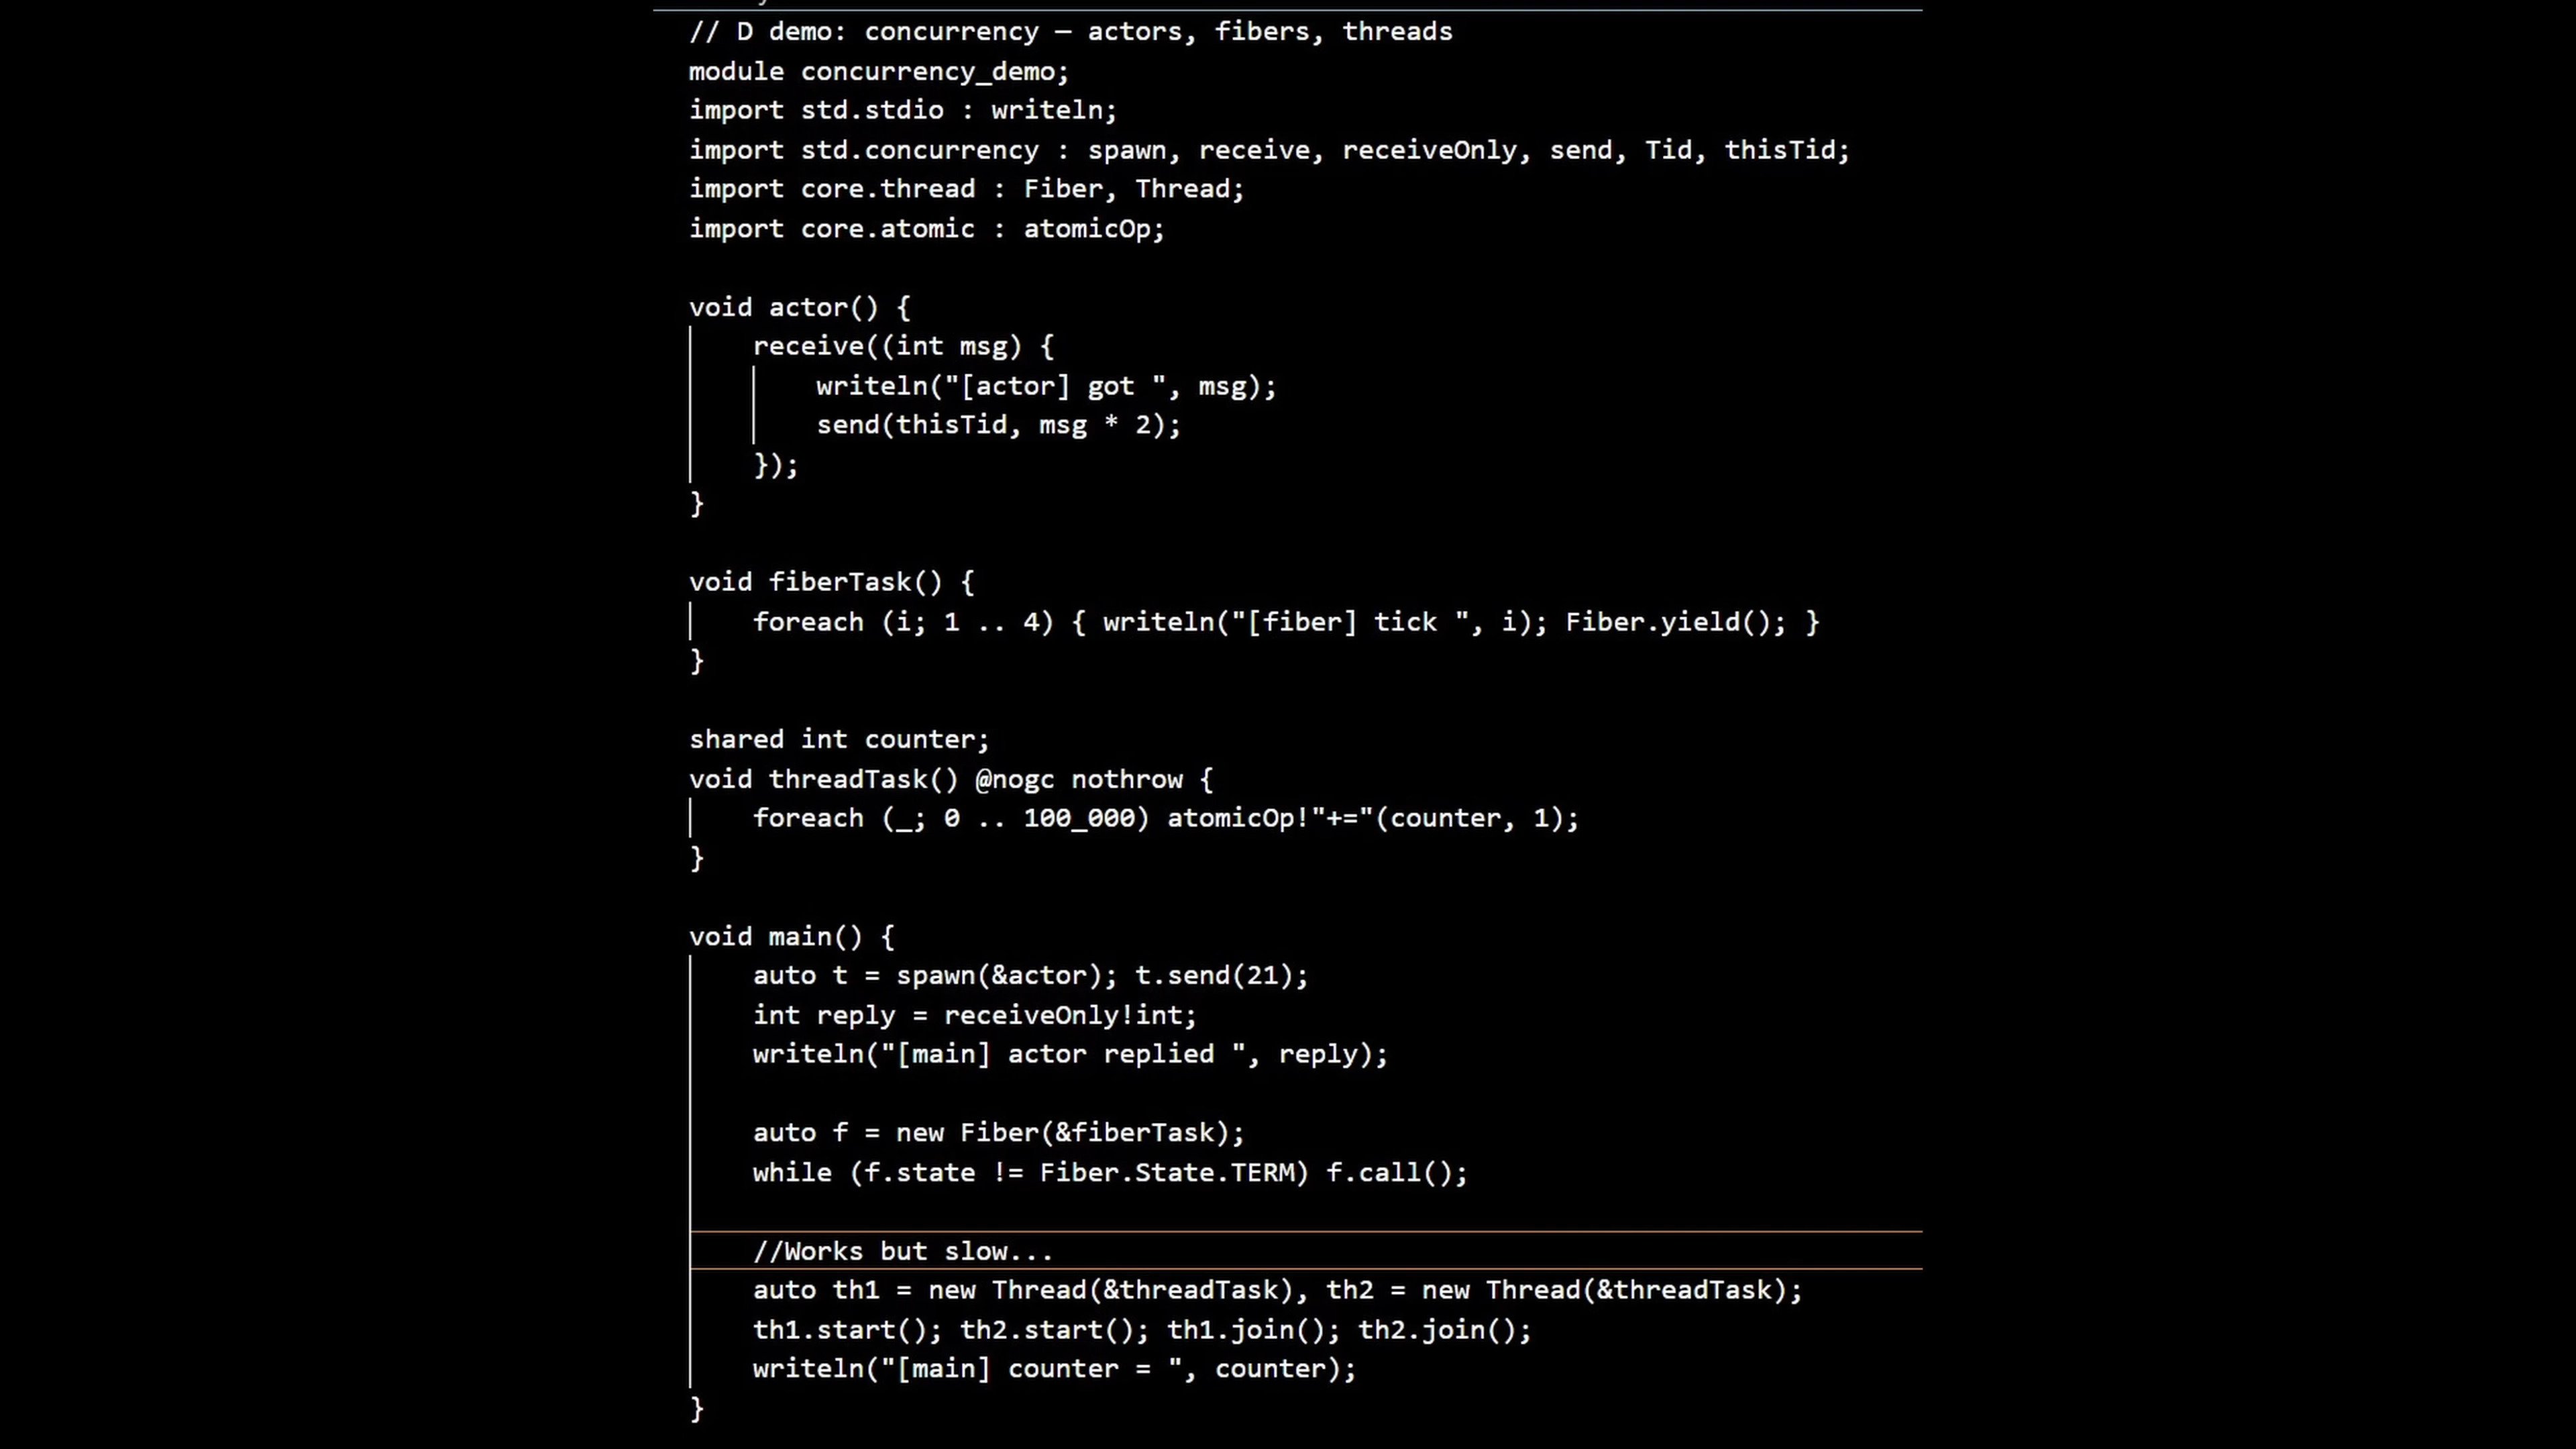 // D demo: concurrency — actors, fibers, threads
module concurrency_demo;
import std.stdio : writeln;
import std.concurrency : spawn, receive, receiveOnly, send, Tid, thisTid;
import core.thread : Fiber, Thread;
import core.atomic : atomicOp;
void actor() {
receive((int msg) {
writeln("[actor] got ", msg);
send(thisTid, msg * 2);
});
}
void fiberTask() {
foreach (i; 1 .. 4) { writeln("[fiber] tick ", i); Fiber.yield(); }
}
shared int counter;
void threadTask() @nogc nothrow {
foreach (_; 0 .. 100_000) atomicOp!"+="(counter, 1);
}
void main() {
auto t = spawn(&actor); t.send(21);
int reply = receiveOnly!int;
writeln("[main] actor replied ", reply);
auto f = new Fiber(&fiberTask);
while (f.state != Fiber.State.TERM) f.call();
//Works but slow...
auto th1 = new Thread(&threadTask), th2 = new Thread(&threadTask);
th1.start(); th2.start(); th1.join(); th2.join();
writeln("[main] counter = ", counter);
}